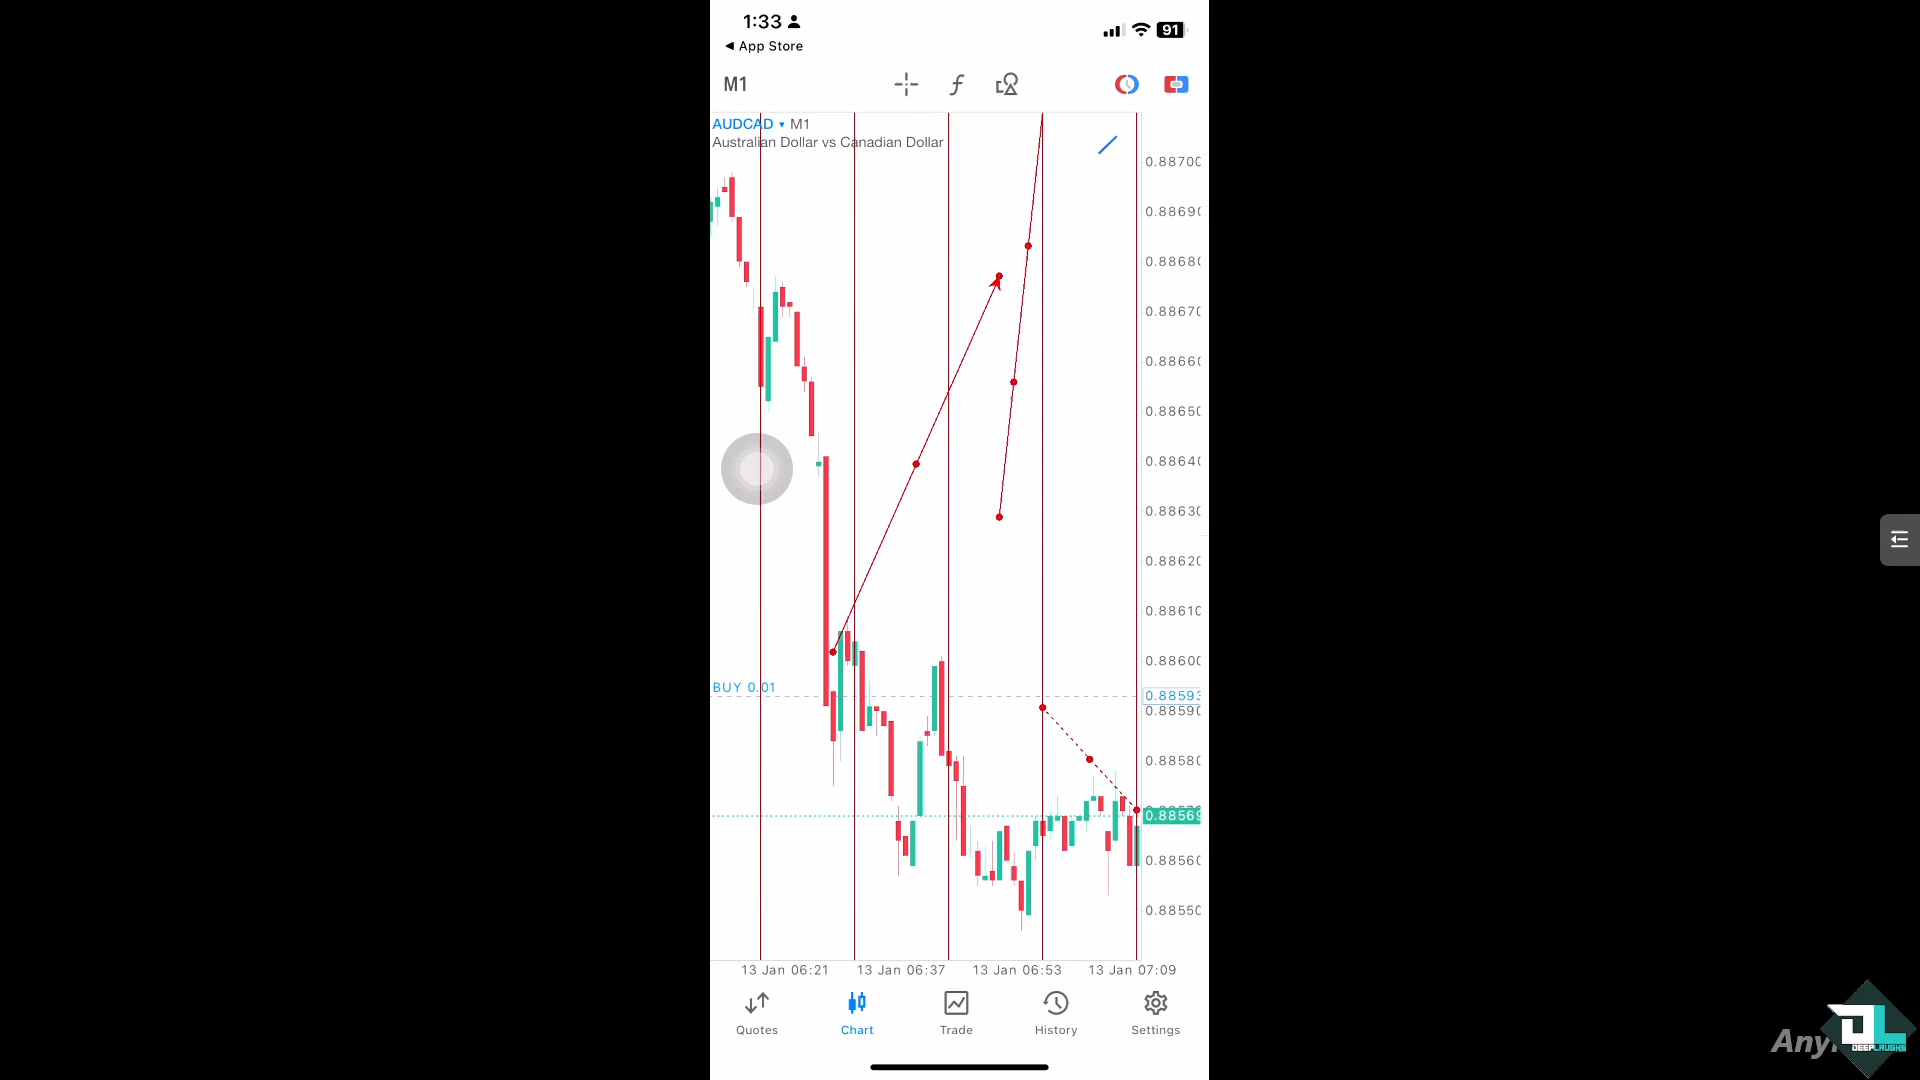 1:33
91
◀ App Store
M1
AUDCAD ▾ M1
Australian Dollar vs Canadian Dollar
0.88700
0.88690
0.88680
0.88670
0.88660
0.88650
0.88640
0.88630
0.88620
0.88610
0.88600
BUY 0.01
0.88593
0.88590
0.88580
0.88569
0.88560
0.88550
13 Jan 06:21 13 Jan 06:37 13 Jan 06:53 13 Jan 07:09
Quotes Chart Trade History Settings
Any
DEEPLAUGHS